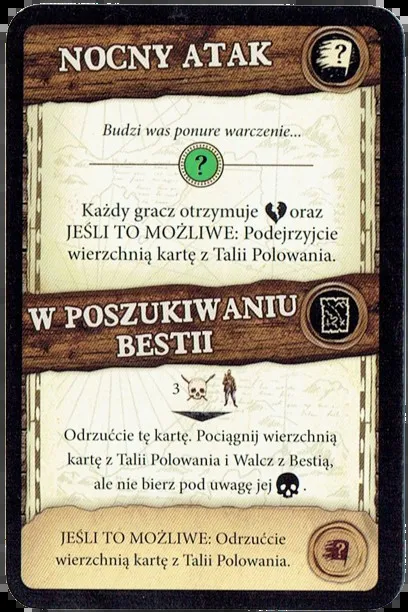 NOCNY ATAK
?
Budzi was ponure warczenie...
?
Każdy gracz otrzymuje oraz
JEŚLI TO MOŻLIWE: Podejrzyjcie
wierzchnią kartę z Talii Polowania.
W POSZUKIWANIU
BESTII
3
Odrzućcie tę kartę. Pociągnij wierzchnią
kartę z Talii Polowania i Walcz z Bestią,
ale nie bierz pod uwagę jej .
JEŚLI TO MOŻLIWE: Odrzućcie
wierzchnią kartę z Talii Polowania.
?